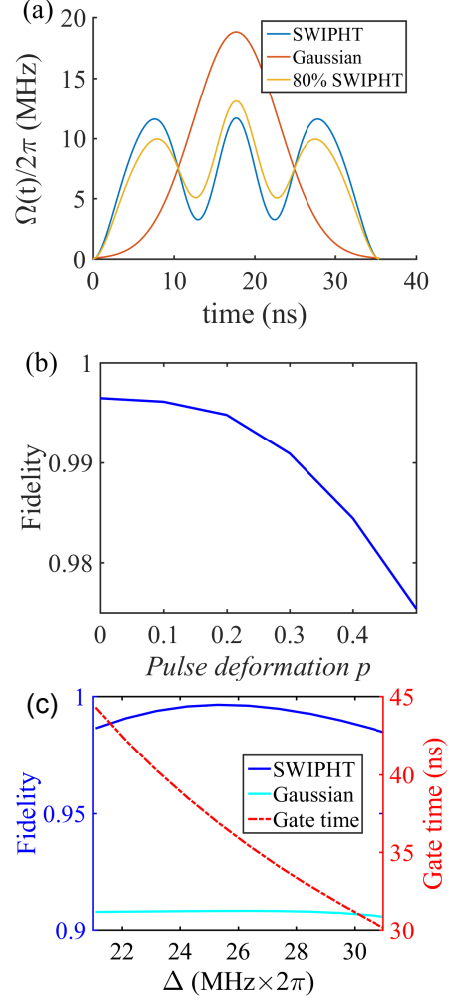 (a)
20
15
10
5
0
Ω(t)/2π (MHz)
SWIPHT
Gaussian
80% SWIPHT
0 10 20 30 40
time (ns)
(b)
1
0.99
0.98
Fidelity
0 0.1 0.2 0.3 0.4
Pulse deformation p
(c)
1
0.95
0.9
Fidelity
SWIPHT
Gaussian
Gate time
45
40
35
30
Gate time (ns)
22 24 26 28 30
Δ (MHz×2π)